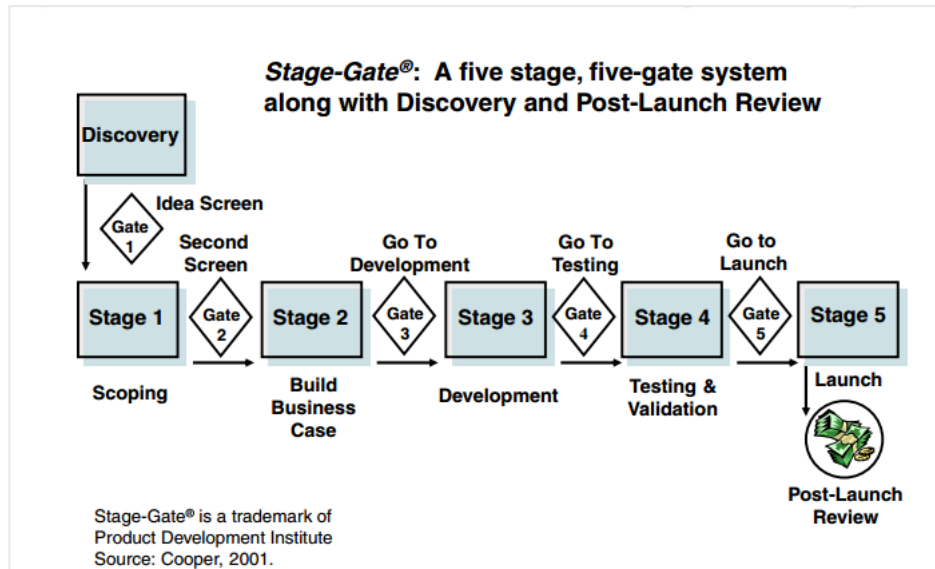 Stage-Gate®: A five stage, five-gate system
along with Discovery and Post-Launch Review
Discovery
Gate
1
Idea Screen
Second
Screen
Go To
Development
Go To
Testing
Go to
Launch
Stage 1
Gate
2
Stage 2
Gate
3
Stage 3
Gate
4
Stage 4
Gate
5
Stage 5
Scoping
Build
Business
Case
Development
Testing &
Validation
Launch
Post-Launch
Review
Stage-Gate® is a trademark of
Product Development Institute
Source: Cooper, 2001.